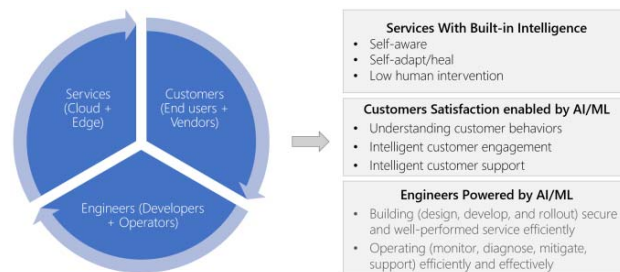 Services
(Cloud +
Edge)
Customers
(End users +
Vendors)
Engineers (Developers
+ Operators)
Services With Built-in Intelligence
• Self-aware
• Self-adapt/heal
• Low human intervention
Customers Satisfaction enabled by AI/ML
• Understanding customer behaviors
• Intelligent customer engagement
• Intelligent customer support
Engineers Powered by AI/ML
• Building (design, develop, and rollout) secure
and well-performed service efficiently
• Operating (monitor, diagnose, mitigate,
support) efficiently and effectively